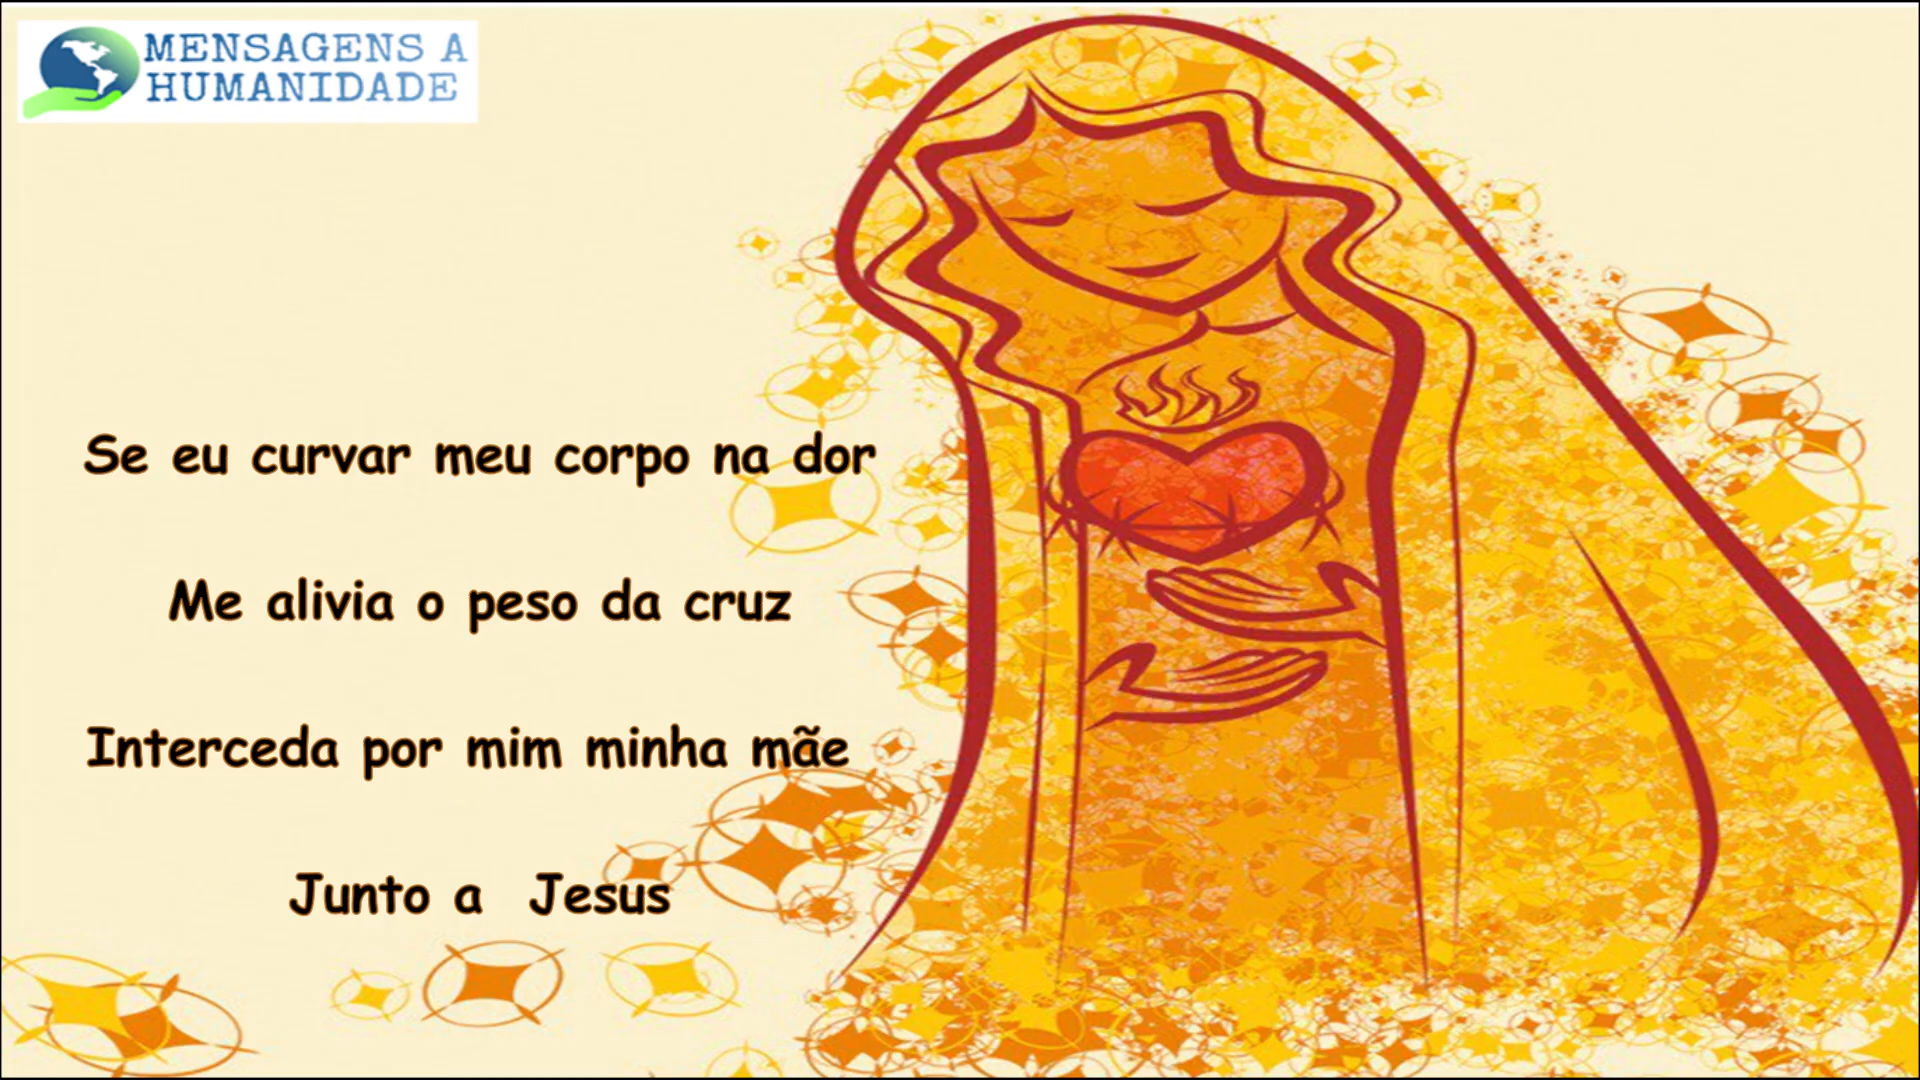 MENSAGENS A
HUMANIDADE
Se eu curvar meu corpo na dor
Me alivia o peso da cruz
Interceda por mim minha mãe
Junto a Jesus